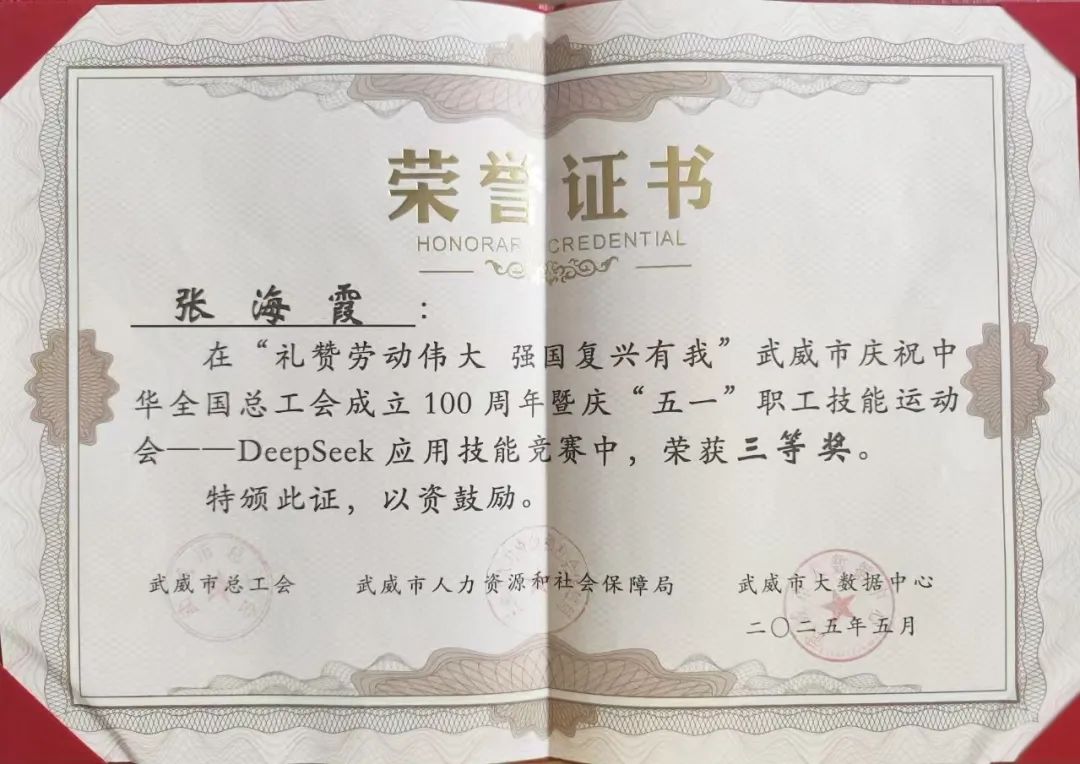 荣誉证书
HONORARY CREDENTIAL
张海霞：
在“礼赞劳动伟大 强国复兴有我”武威市庆祝中
华全国总工会成立100周年暨庆“五一”职工技能运动
会——DeepSeek应用技能竞赛中，荣获三等奖。
特颁此证，以资鼓励。
武威市总工会 武威市人力资源和社会保障局 武威市大数据中心
二〇二五年五月